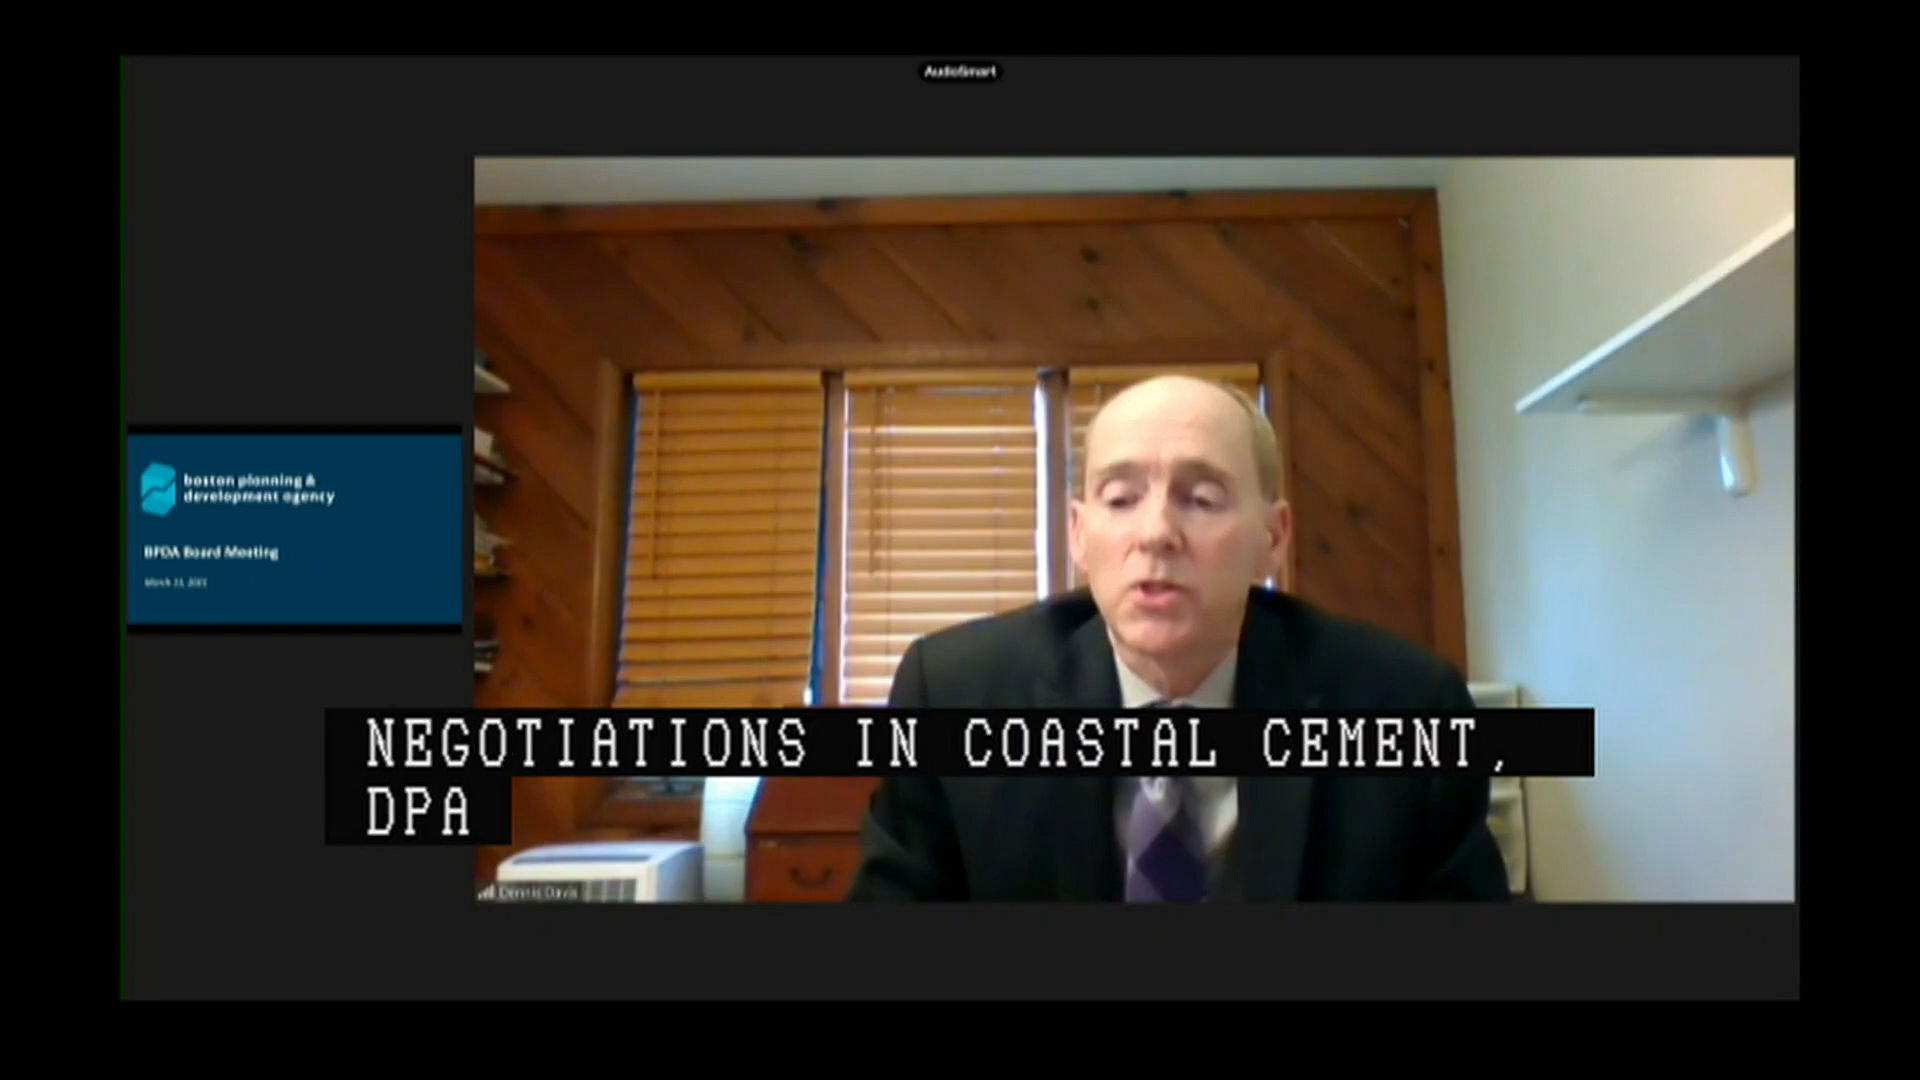 AudioSmart
boston planning &
development agency
BPDA Board Meeting
NEGOTIATIONS IN COASTAL CEMENT,
DPA
Dennis Davis